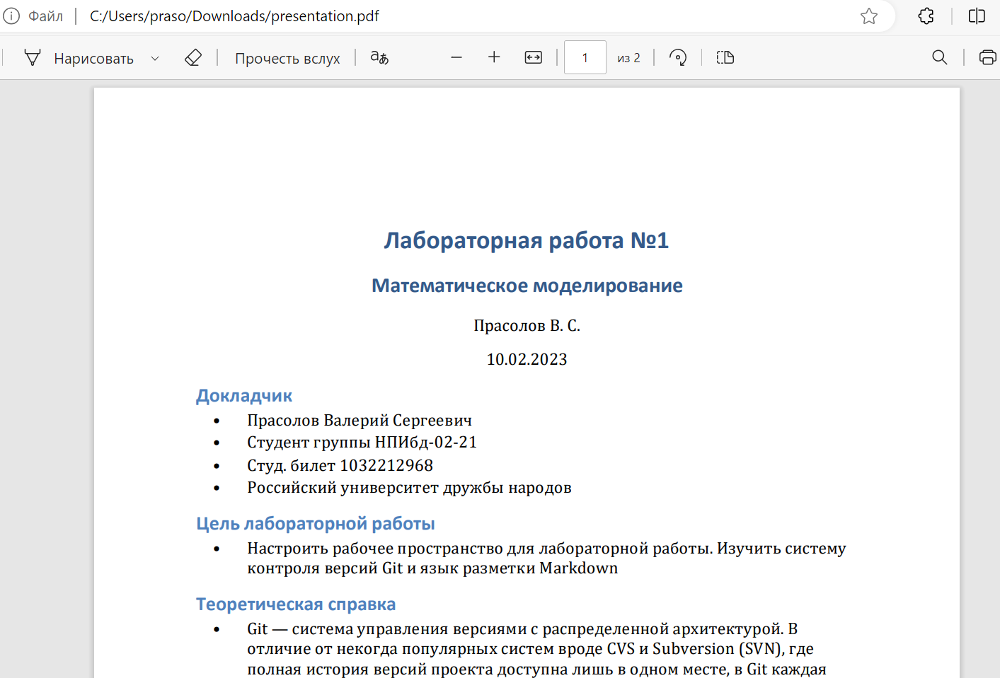 Файл C:/Users/praso/Downloads/presentation.pdf
Нарисовать Прочесть вслух aあ 1 из 2
Лабораторная работа №1
Математическое моделирование
Прасолов В. С.
10.02.2023
Докладчик
• Прасолов Валерий Сергеевич
• Студент группы НПИбд-02-21
• Студ. билет 1032212968
• Российский университет дружбы народов
Цель лабораторной работы
• Настроить рабочее пространство для лабораторной работы. Изучить систему
контроля версий Git и язык разметки Markdown
Теоретическая справка
• Git — система управления версиями с распределенной архитектурой. В
отличие от некогда популярных систем вроде CVS и Subversion (SVN), где
полная история версий проекта доступна лишь в одном месте, в Git каждая